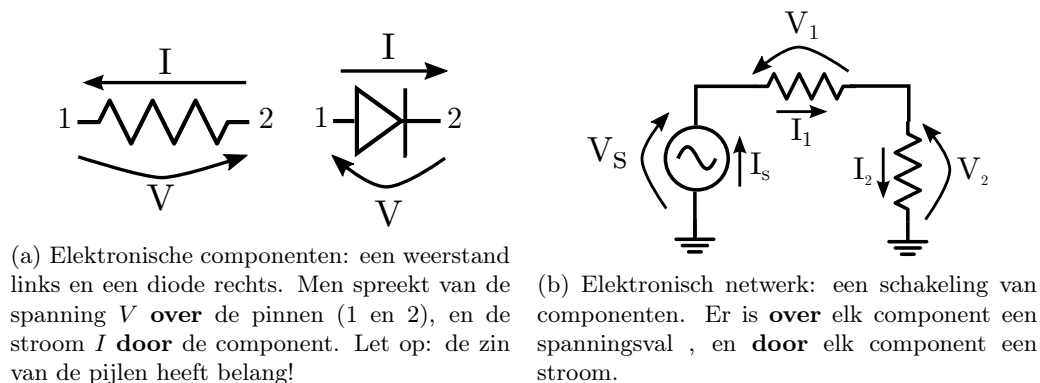 I
1
2
V
I
1
2
V
V1
I1
VS
Is
I2
V2
(a) Elektronische componenten: een weerstand
links en een diode rechts. Men spreekt van de
spanning V over de pinnen (1 en 2), en de
stroom I door de component. Let op: de zin
van de pijlen heeft belang!
(b) Elektronisch netwerk: een schakeling van
componenten. Er is over elk component een
spanningsval , en door elk component een
stroom.